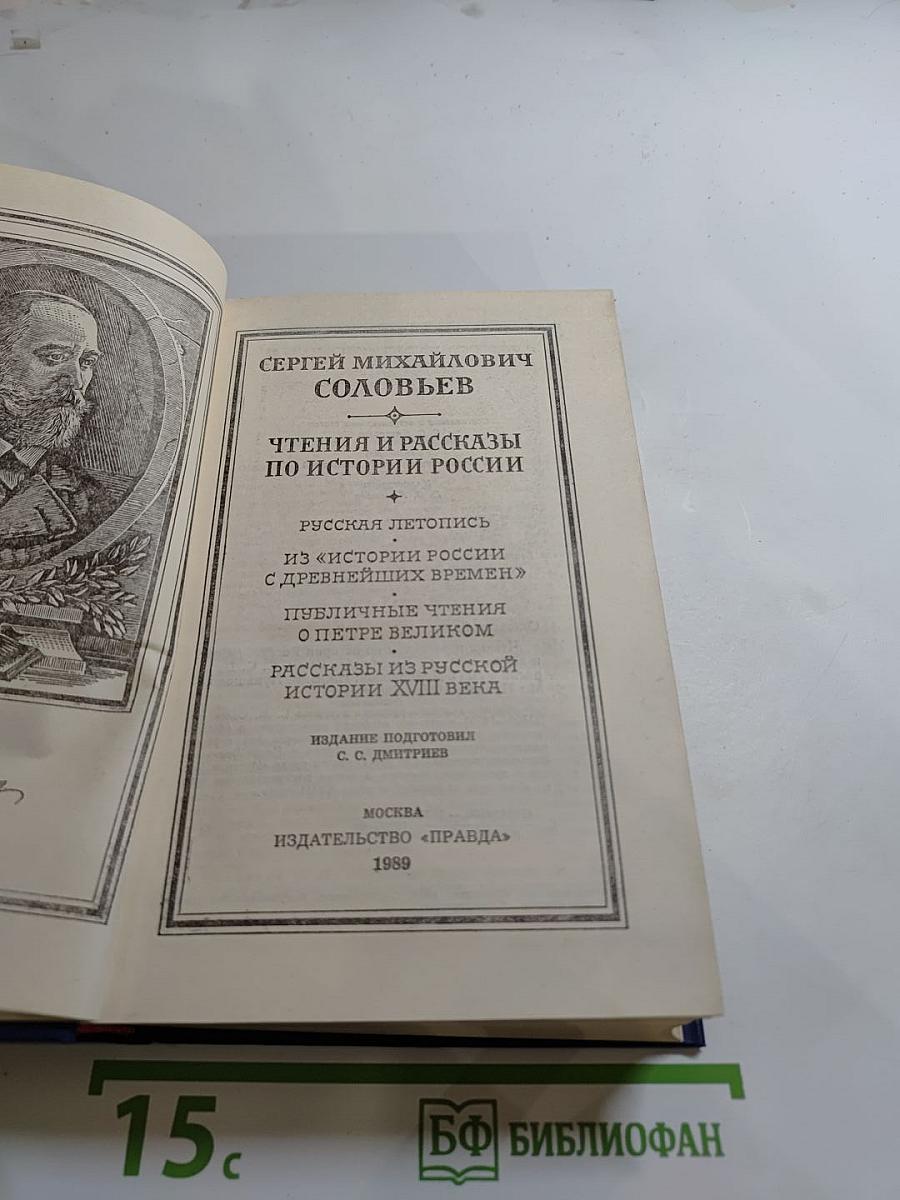 СЕРГЕЙ МИХАЙЛОВИЧ
СОЛОВЬЕВ
ЧТЕНИЯ И РАССКАЗЫ
ПО ИСТОРИИ РОССИИ
РУССКАЯ ЛЕТОПИСЬ
ИЗ «ИСТОРИИ РОССИИ
С ДРЕВНЕЙШИХ ВРЕМЕН»
ПУБЛИЧНЫЕ ЧТЕНИЯ
О ПЕТРЕ ВЕЛИКОМ
РАССКАЗЫ ИЗ РУССКОЙ
ИСТОРИИ XVIII ВЕКА
ИЗДАНИЕ ПОДГОТОВИЛ
С. С. ДМИТРИЕВ
МОСКВА
ИЗДАТЕЛЬСТВО «ПРАВДА»
1989
15 с
БФ БИБЛИОФАН